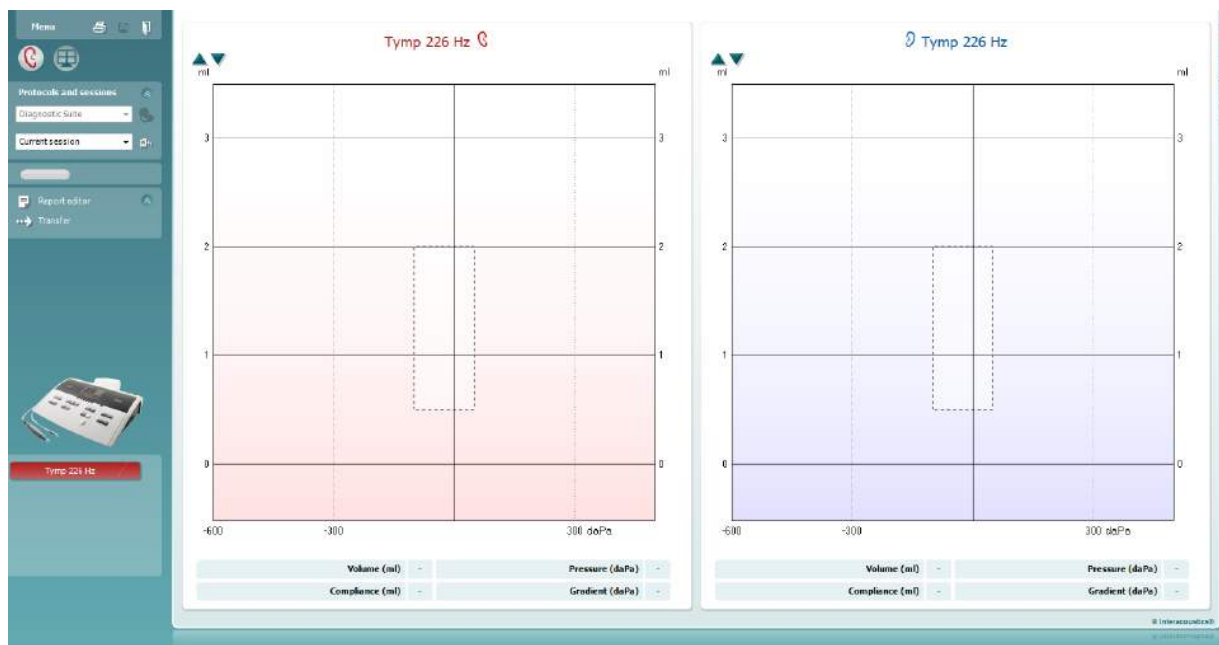 Menu
Protocols and sessions
Diagnostic Suite
Current session
Report editor
Transfer
Tymp 226 Hz
Tymp 226 Hz
ml
ml
3
3
2
2
1
1
0
0
-600
-300
300 daPa
Volume (ml) -
Pressure (daPa) -
Compliance (ml) -
Gradient (daPa) -
Tymp 226 Hz
ml
ml
3
3
2
2
1
1
0
0
-600
-300
300 daPa
Volume (ml) -
Pressure (daPa) -
Compliance (ml) -
Gradient (daPa) -
© Interacoustics®